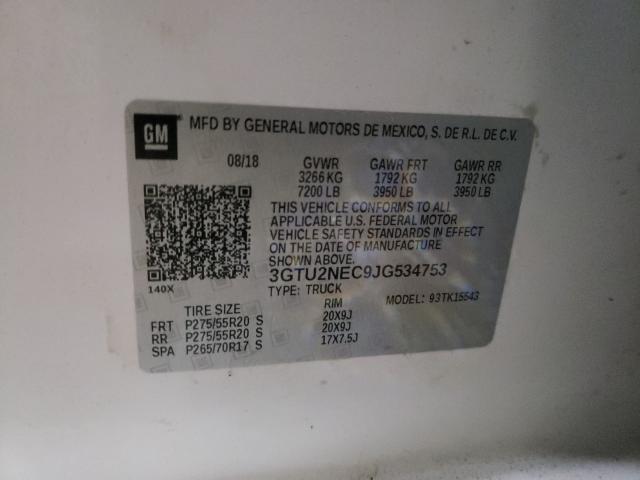 GM
MFD BY GENERAL MOTORS DE MEXICO, S. DE R.L. DE C.V.
08/18 GVWR GAWR FRT GAWR RR
3266 KG 1792 KG 1792 KG
7200 LB 3950 LB 3950 LB
THIS VEHICLE CONFORMS TO ALL
APPLICABLE U.S. FEDERAL MOTOR
VEHICLE SAFETY STANDARDS IN EFFECT
ON THE DATE OF MANUFACTURE
SHOWN ABOVE.
3GTU2NEC9JG534753
140X
TYPE: TRUCK MODEL: 93TK15543
TIRE SIZE RIM
FRT P275/55R20 S 20X9J
RR P275/55R20 S 20X9J
SPA P265/70R17 S 17X7.5J